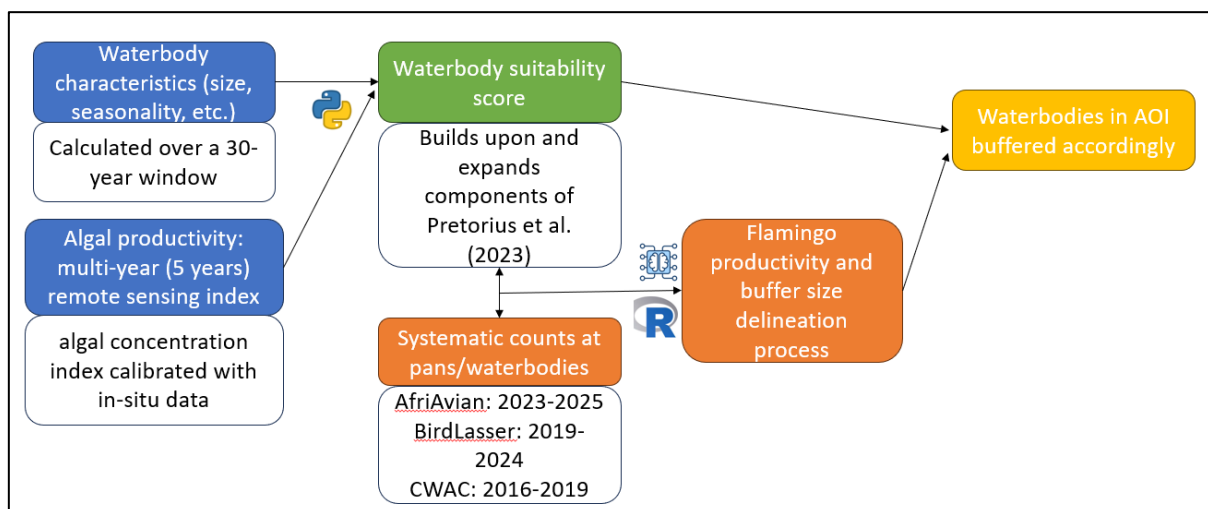 Waterbody
characteristics (size,
seasonality, etc.)
Calculated over a 30-
year window
Algal productivity:
multi-year (5 years)
remote sensing index
algal concentration
index calibrated with
in-situ data
Waterbody suitability
score
Builds upon and
expands
components of
Pretorius et al.
(2023)
Systematic counts at
pans/waterbodies
AfriAvian: 2023-2025
BirdLasser: 2019-
2024
CWAC: 2016-2019
R
Flamingo
productivity and
buffer size
delineation
process
Waterbodies in AOI
buffered accordingly